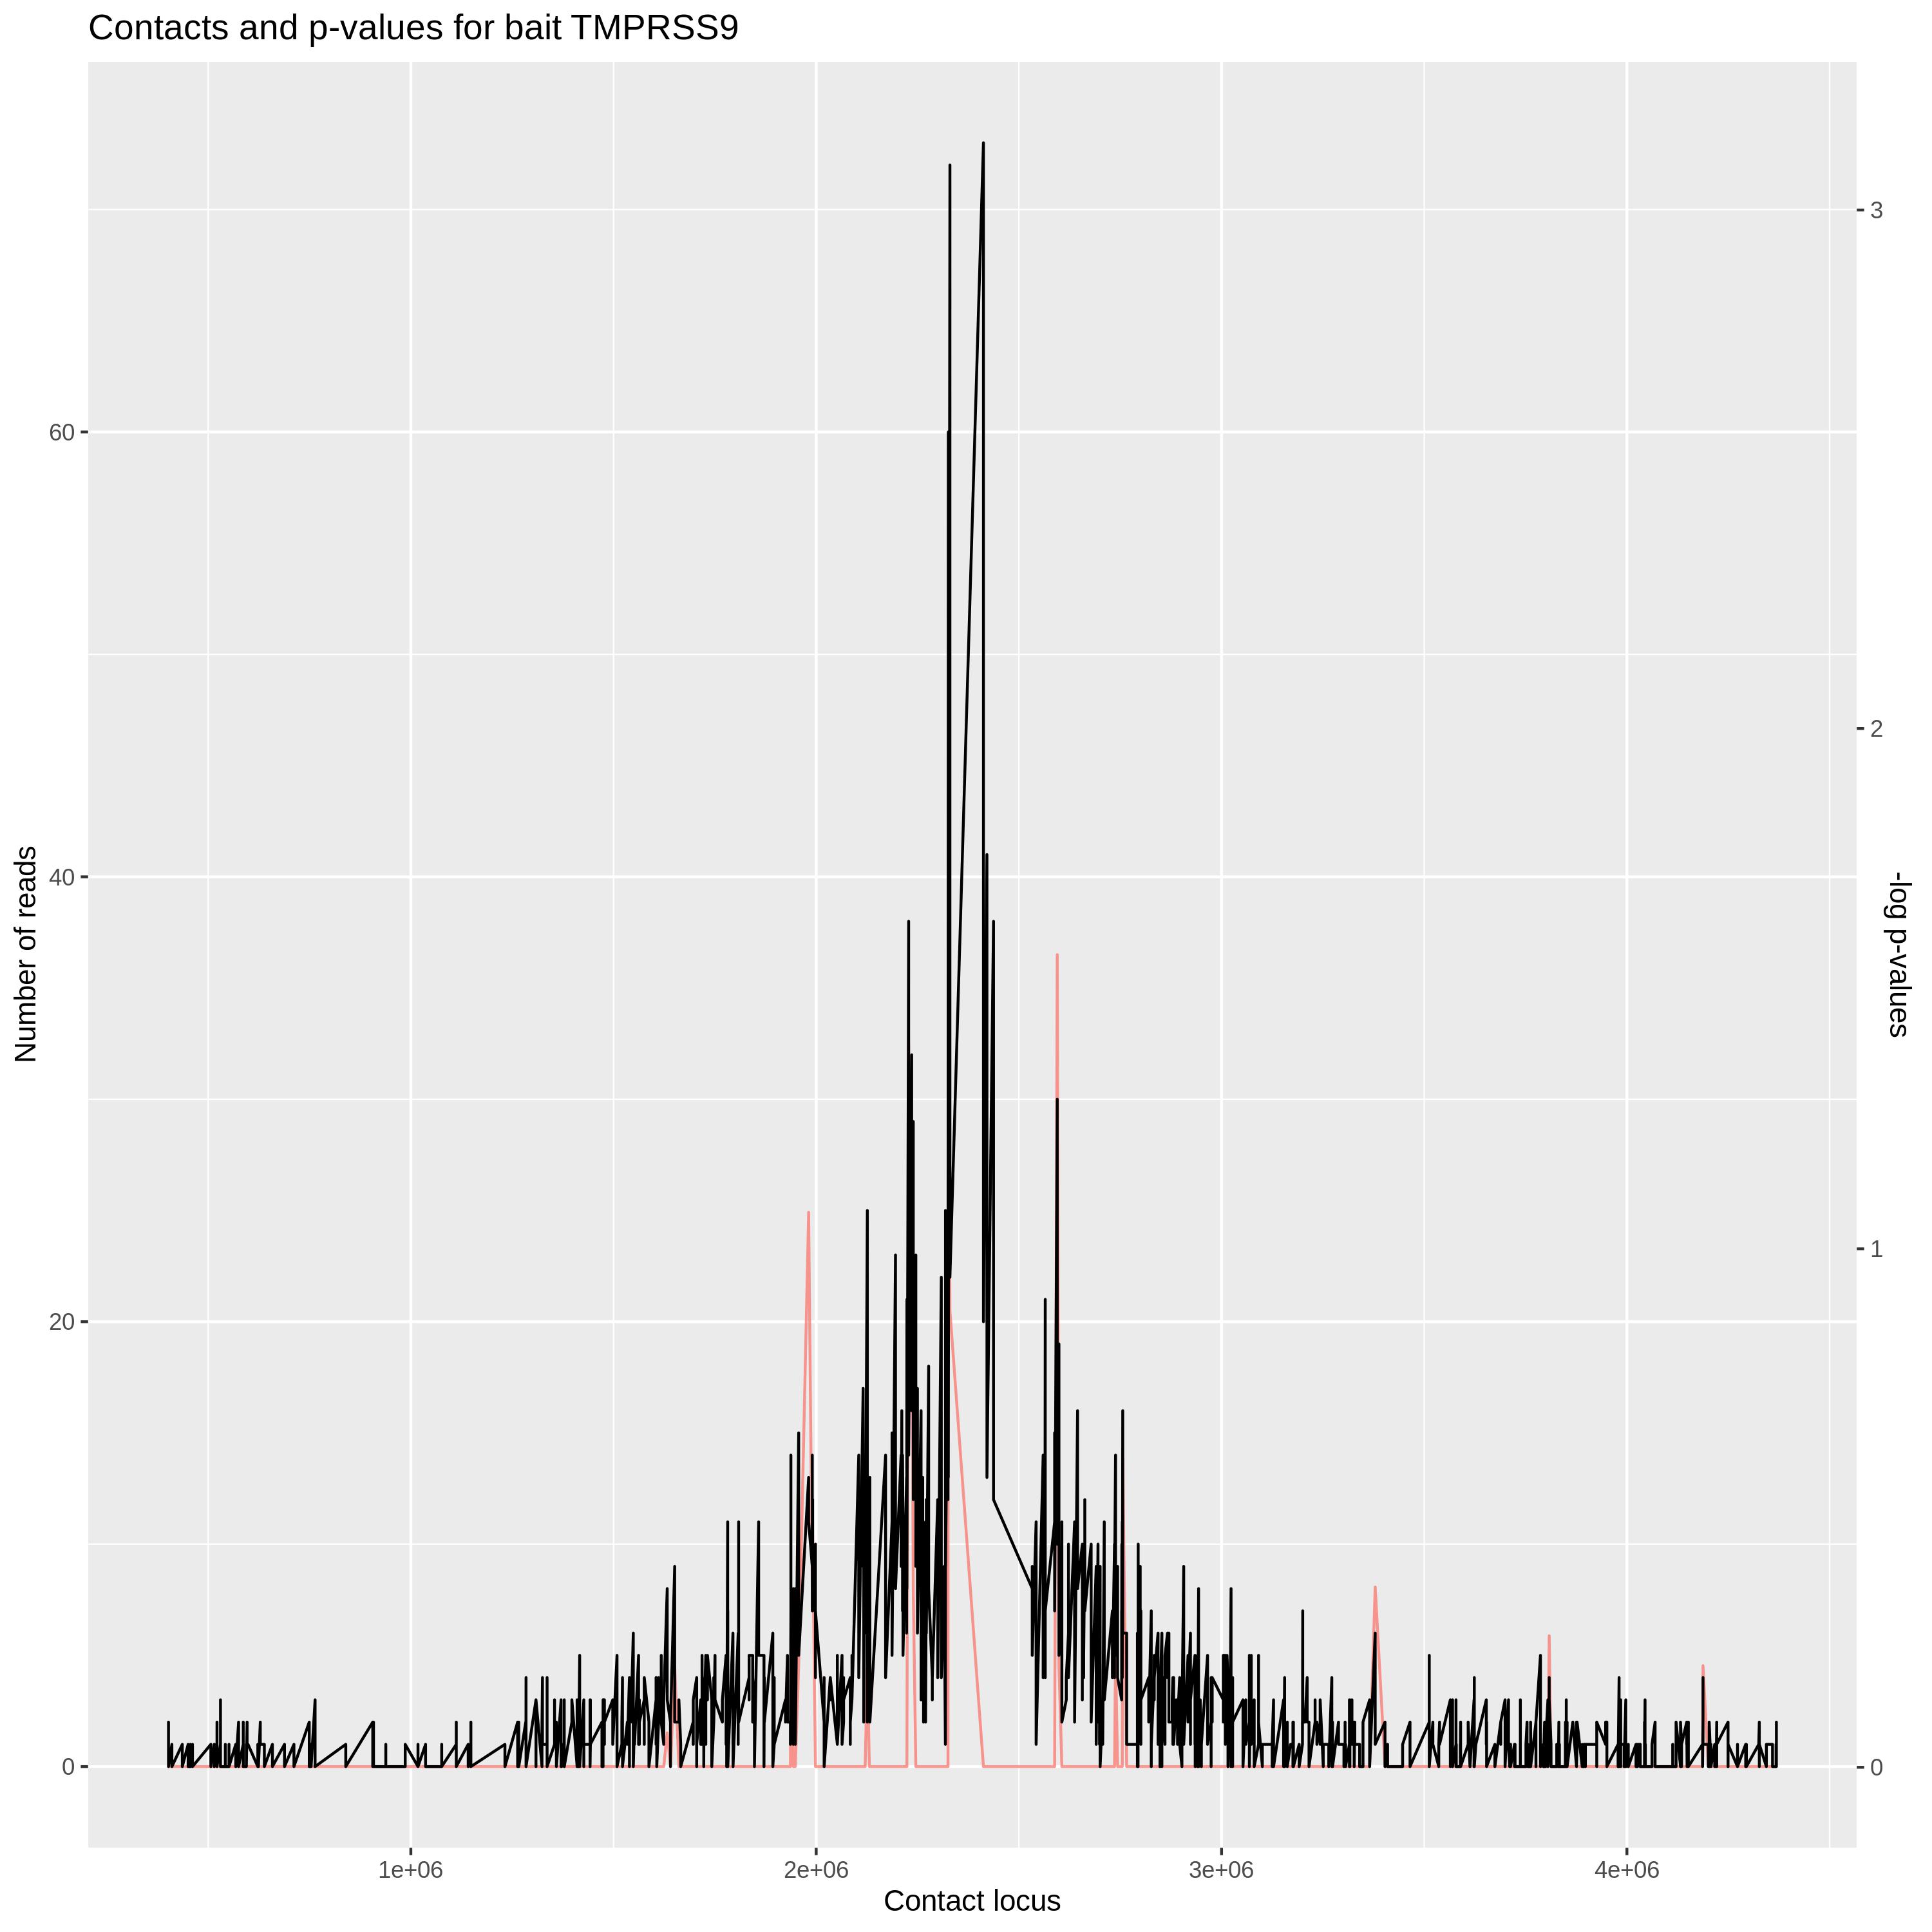 Contacts and p-values for bait TMPRSS9
60
40
20
0
3
2
1
0
Number of reads
-log p-values
1e+06
2e+06
3e+06
4e+06
Contact locus